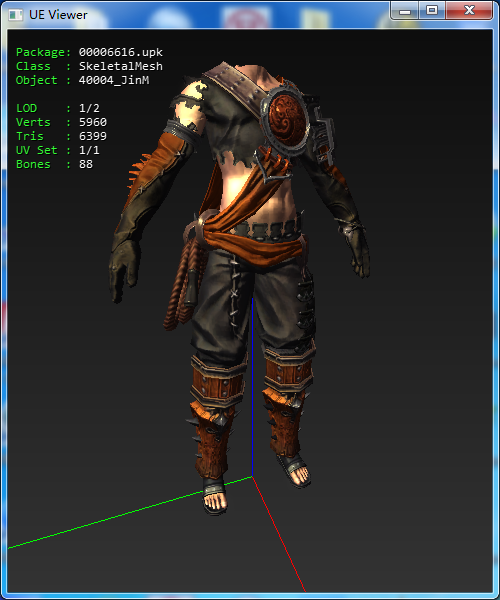 UE Viewer
Package: 00006616.upk
Class  : SkeletalMesh
Object : 40004_JinM
LOD    : 1/2
Verts  : 5960
Tris   : 6399
UV Set : 1/1
Bones  : 88